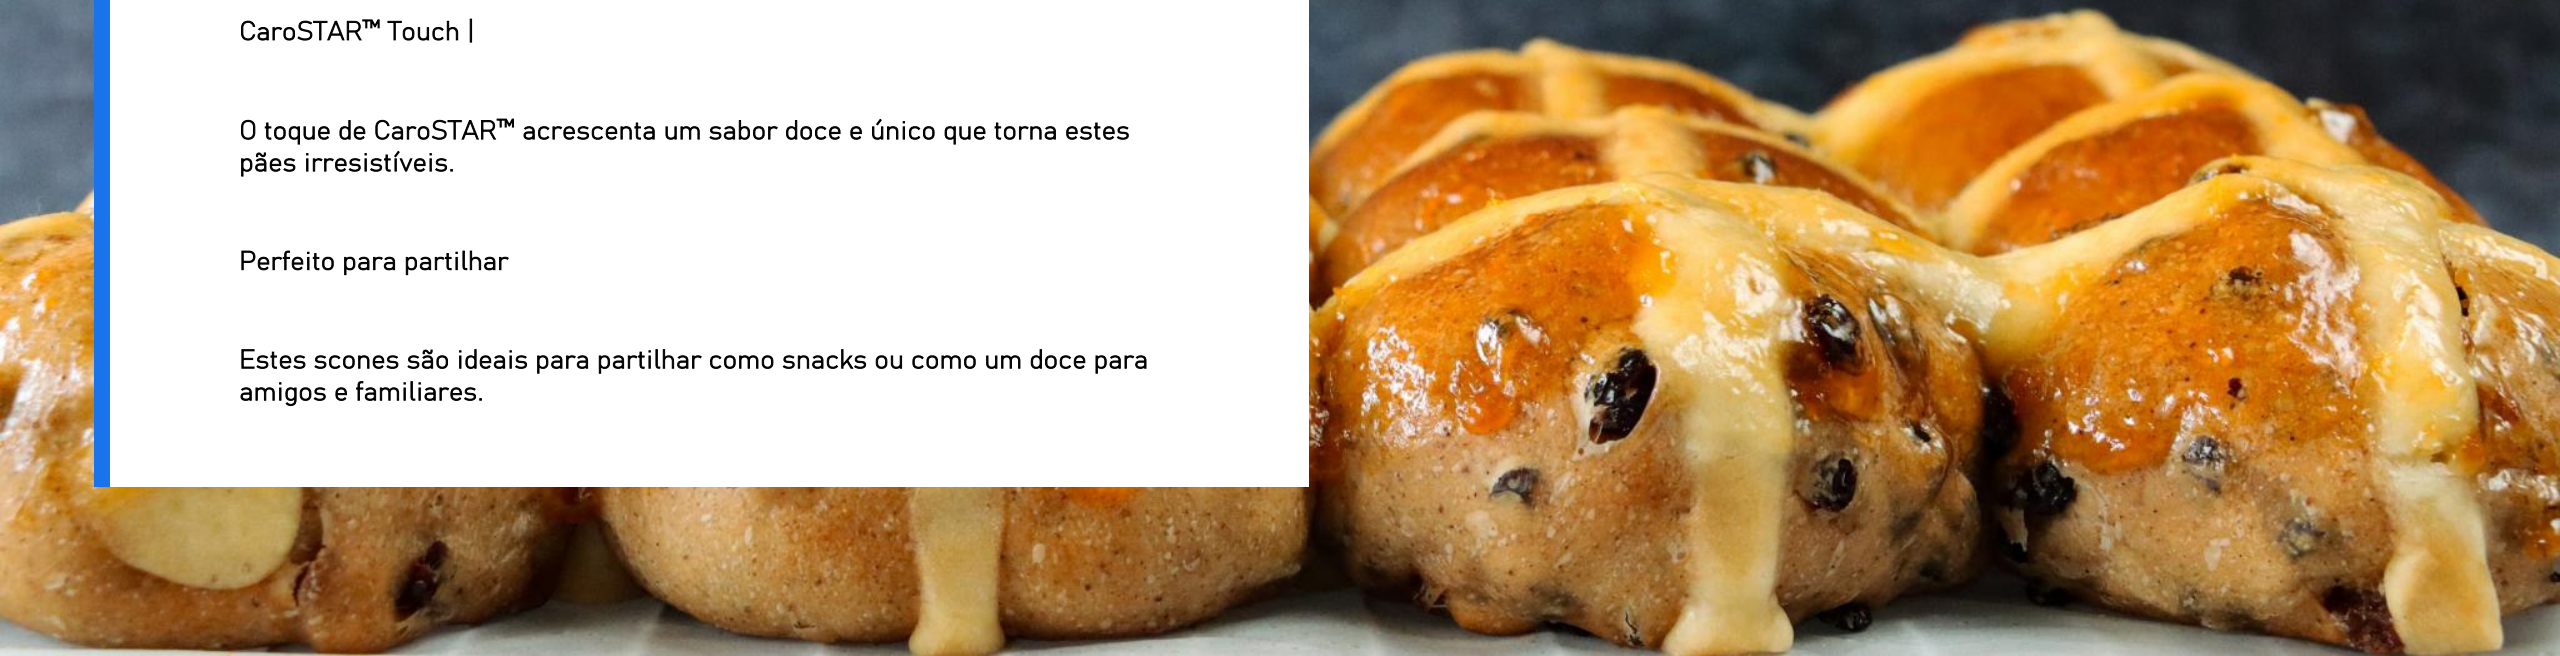 CaroSTAR™ Touch |
O toque de CaroSTAR™ acrescenta um sabor doce e único que torna estes
pães irresistíveis.
Perfeito para partilhar
Estes scones são ideais para partilhar como snacks ou como um doce para
amigos e familiares.